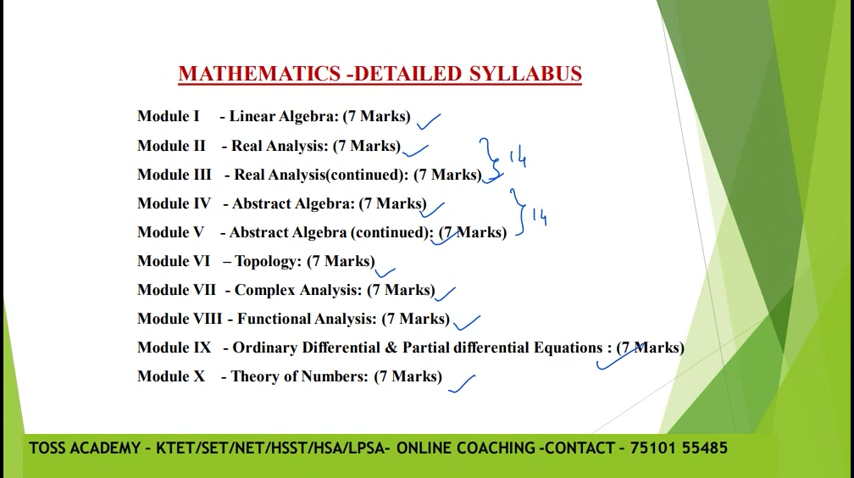 MATHEMATICS -DETAILED SYLLABUS
Module I - Linear Algebra: (7 Marks)
Module II - Real Analysis: (7 Marks)
Module III - Real Analysis(continued): (7 Marks)
14
Module IV - Abstract Algebra: (7 Marks)
Module V - Abstract Algebra (continued): (7 Marks)
14
Module VI – Topology: (7 Marks)
Module VII - Complex Analysis: (7 Marks)
Module VIII - Functional Analysis: (7 Marks)
Module IX - Ordinary Differential & Partial differential Equations : (7 Marks)
Module X - Theory of Numbers: (7 Marks)
TOSS ACADEMY – KTET/SET/NET/HSST/HSA/LPSA- ONLINE COACHING -CONTACT - 75101 55485